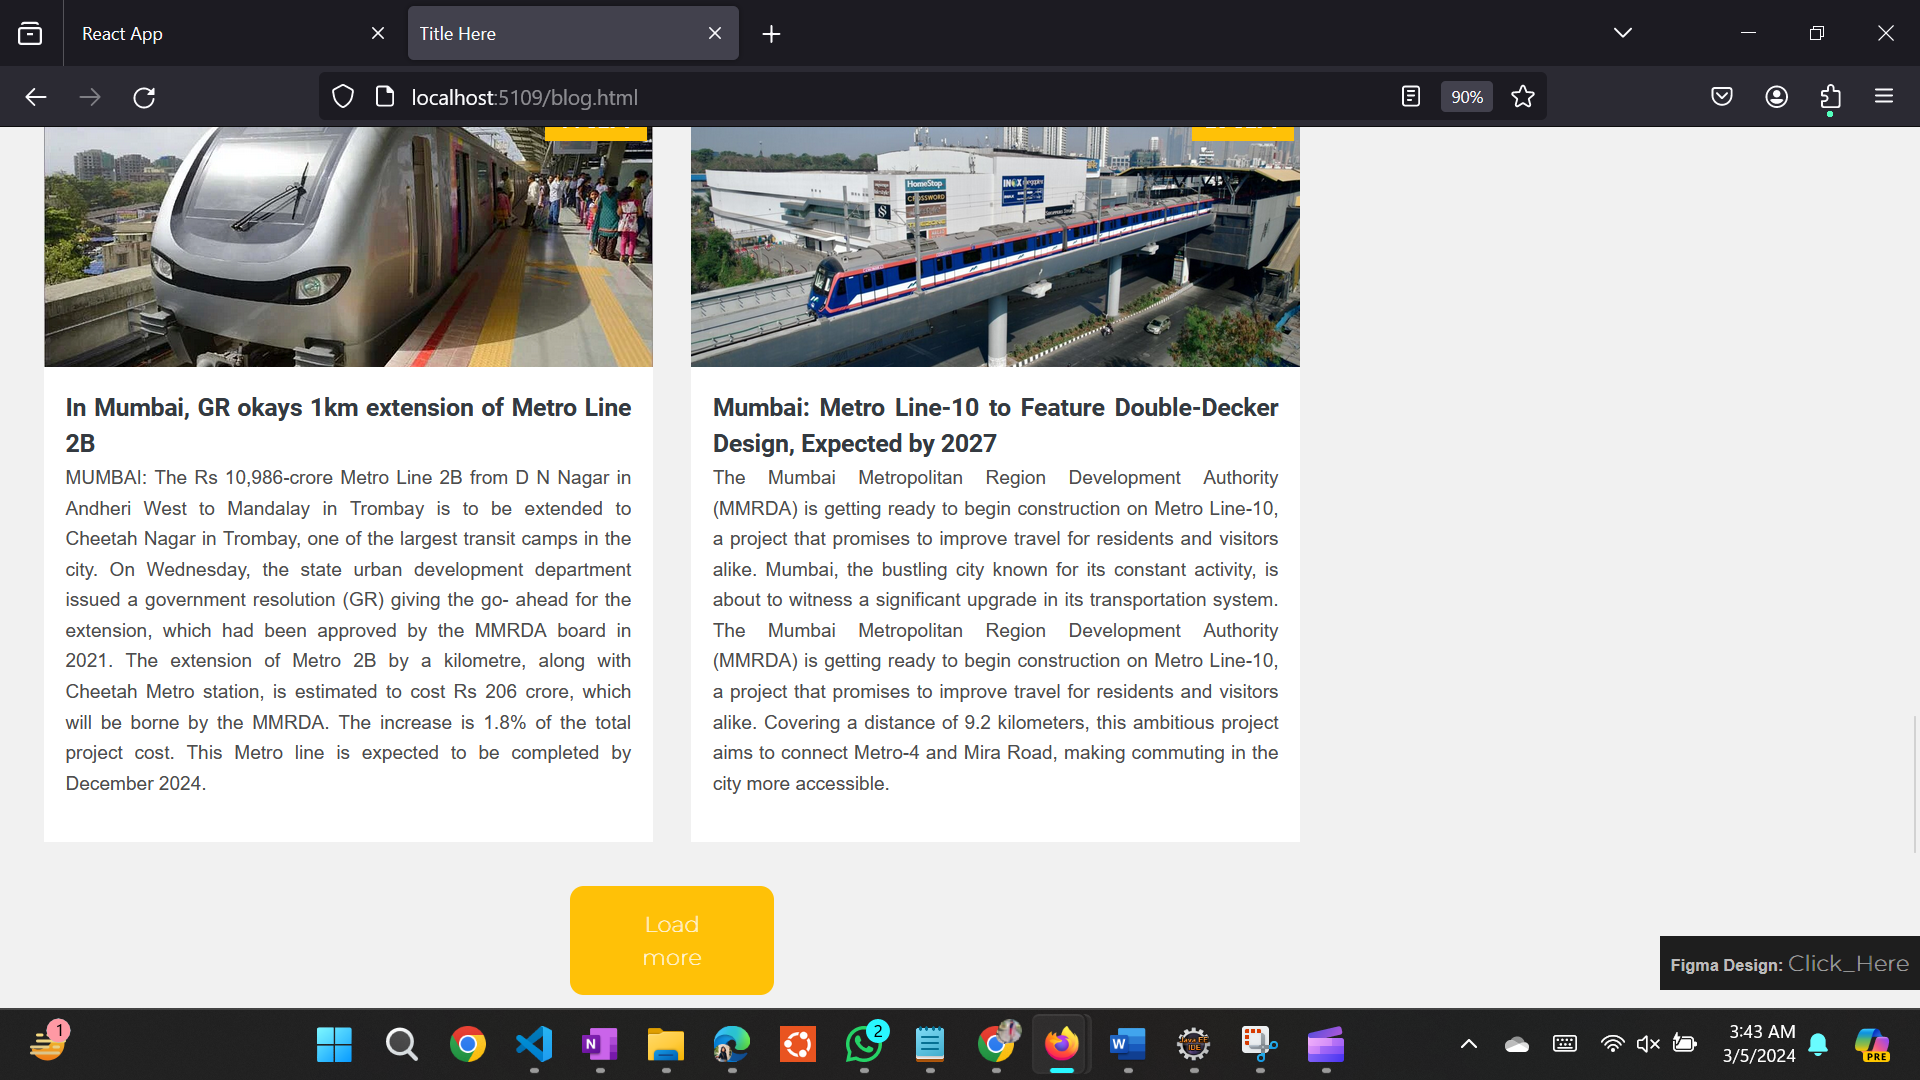 React App
Title Here
localhost:5109/blog.html
90%
HomeStop
CROSSWORD
INOX
In Mumbai, GR okays 1km extension of Metro Line
2B
MUMBAI: The Rs 10,986-crore Metro Line 2B from D N Nagar in
Andheri West to Mandalay in Trombay is to be extended to
Cheetah Nagar in Trombay, one of the largest transit camps in the
city. On Wednesday, the state urban development department
issued a government resolution (GR) giving the go- ahead for the
extension, which had been approved by the MMRDA board in
2021. The extension of Metro 2B by a kilometre, along with
Cheetah Metro station, is estimated to cost Rs 206 crore, which
will be borne by the MMRDA. The increase is 1.8% of the total
project cost. This Metro line is expected to be completed by
December 2024.
Mumbai: Metro Line-10 to Feature Double-Decker
Design, Expected by 2027
The Mumbai Metropolitan Region Development Authority
(MMRDA) is getting ready to begin construction on Metro Line-10,
a project that promises to improve travel for residents and visitors
alike. Mumbai, the bustling city known for its constant activity, is
about to witness a significant upgrade in its transportation system.
The Mumbai Metropolitan Region Development Authority
(MMRDA) is getting ready to begin construction on Metro Line-10,
a project that promises to improve travel for residents and visitors
alike. Covering a distance of 9.2 kilometers, this ambitious project
aims to connect Metro-4 and Mira Road, making commuting in the
city more accessible.
Load
more
Figma Design: Click_Here
1
N
2
W
Java EE
IDE
3:43 AM
3/5/2024
PRE